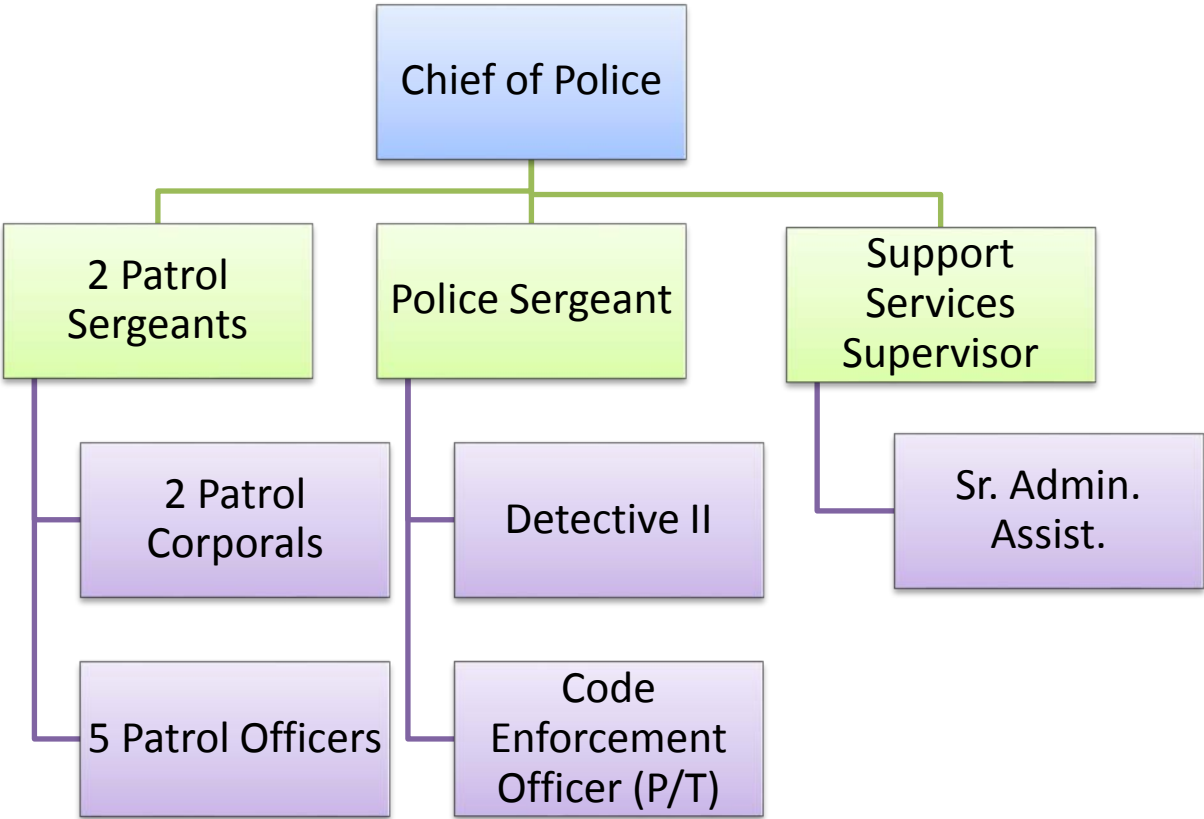 Chief of Police
2 Patrol
Sergeants
Police Sergeant
Support
Services
Supervisor
2 Patrol
Corporals
Detective II
Sr. Admin.
Assist.
5 Patrol Officers
Code
Enforcement
Officer (P/T)